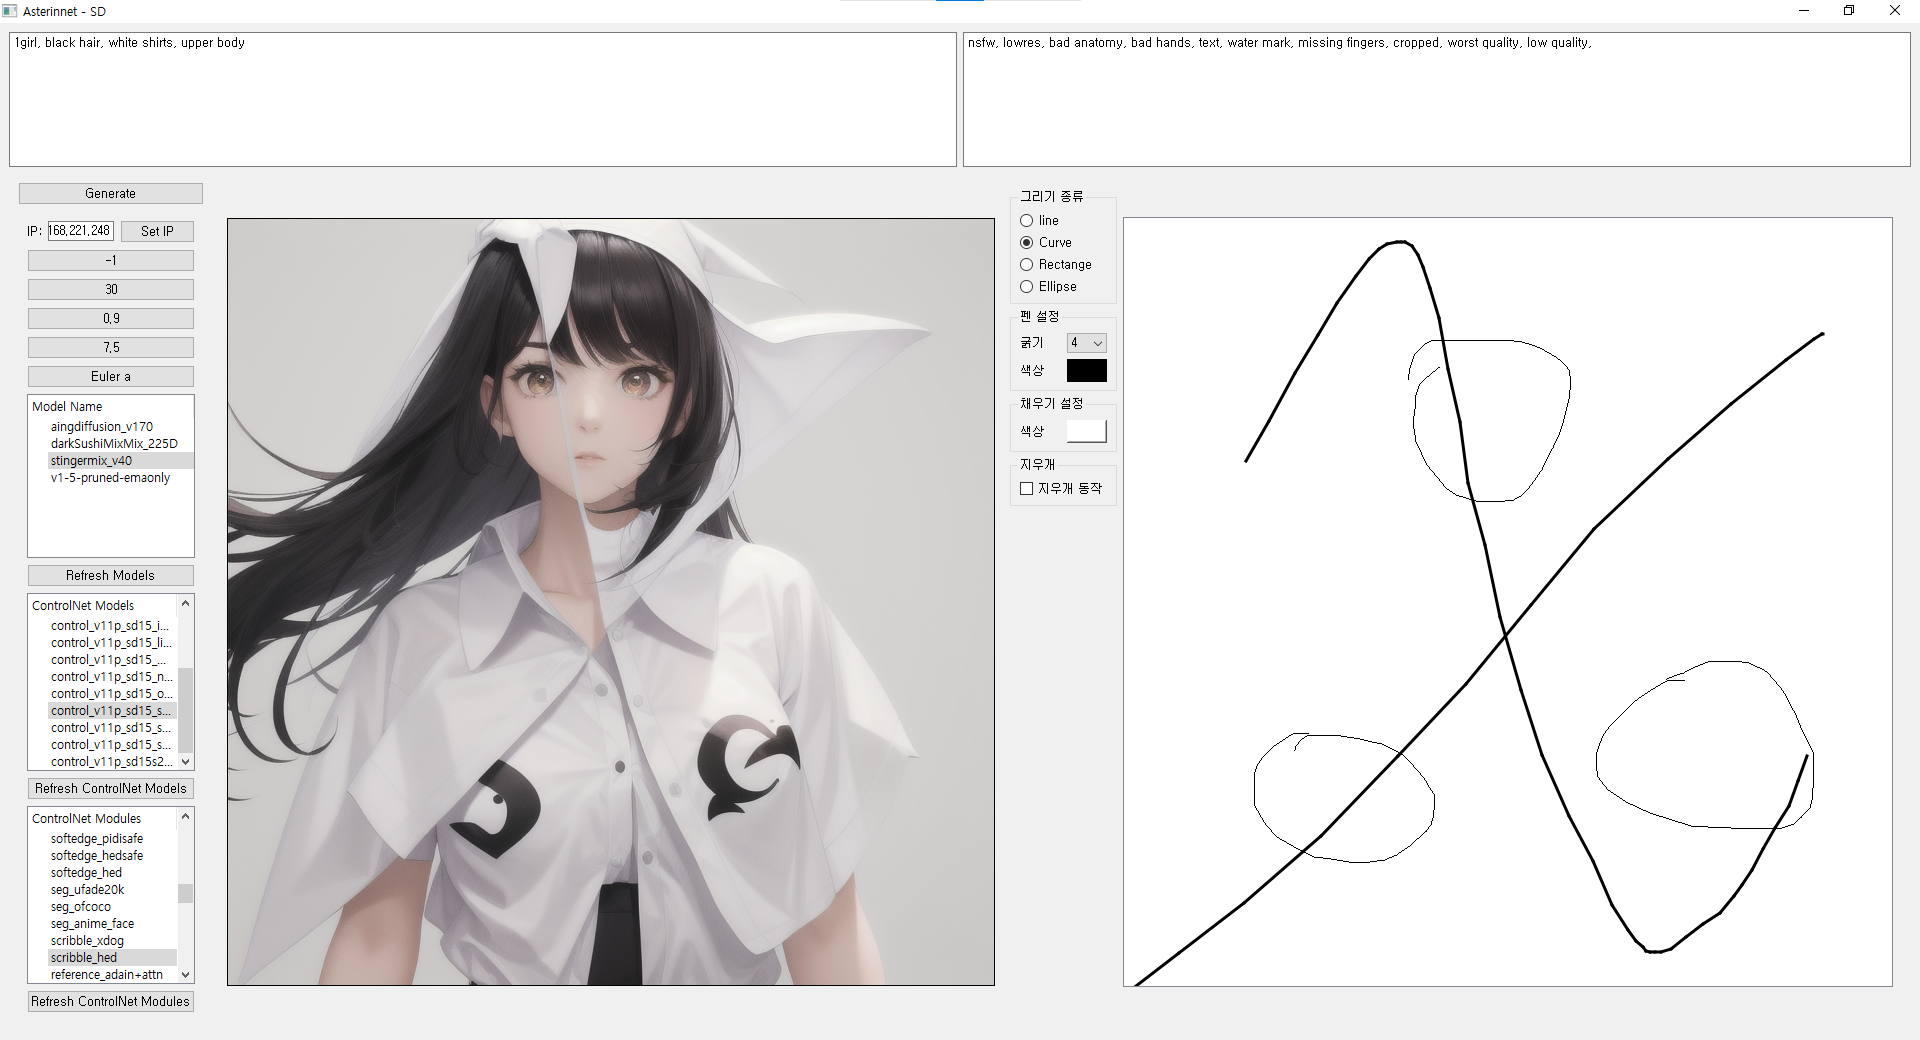 Asterinnet - SD
1girl, black hair, white shirts, upper body
nsfw, lowres, bad anatomy, bad hands, text, water mark, missing fingers, cropped, worst quality, low quality,
Generate
IP: 168,221,248 Set IP
-1
30
0,9
7,5
Euler a
Model Name
aingdiffusion_v170
darkSushiMixMix_225D
stingermix_v40
v1-5-pruned-emaonly
Refresh Models
ControlNet Models
control_v11p_sd15_i...
control_v11p_sd15_li...
control_v11p_sd15_...
control_v11p_sd15_n...
control_v11p_sd15_o...
control_v11p_sd15_s...
control_v11p_sd15_s...
control_v11p_sd15_s...
control_v11p_sd15s2...
Refresh ControlNet Models
ControlNet Modules
softedge_pidisafe
softedge_hedsafe
softedge_hed
seg_ufade20k
seg_ofcoco
seg_anime_face
scribble_xdog
scribble_hed
reference_adain+attn
Refresh ControlNet Modules
그리기 종류
line
Curve
Rectange
Ellipse
펜 설정
굵기 4
색상
채우기 설정
색상
지우개
지우개 동작